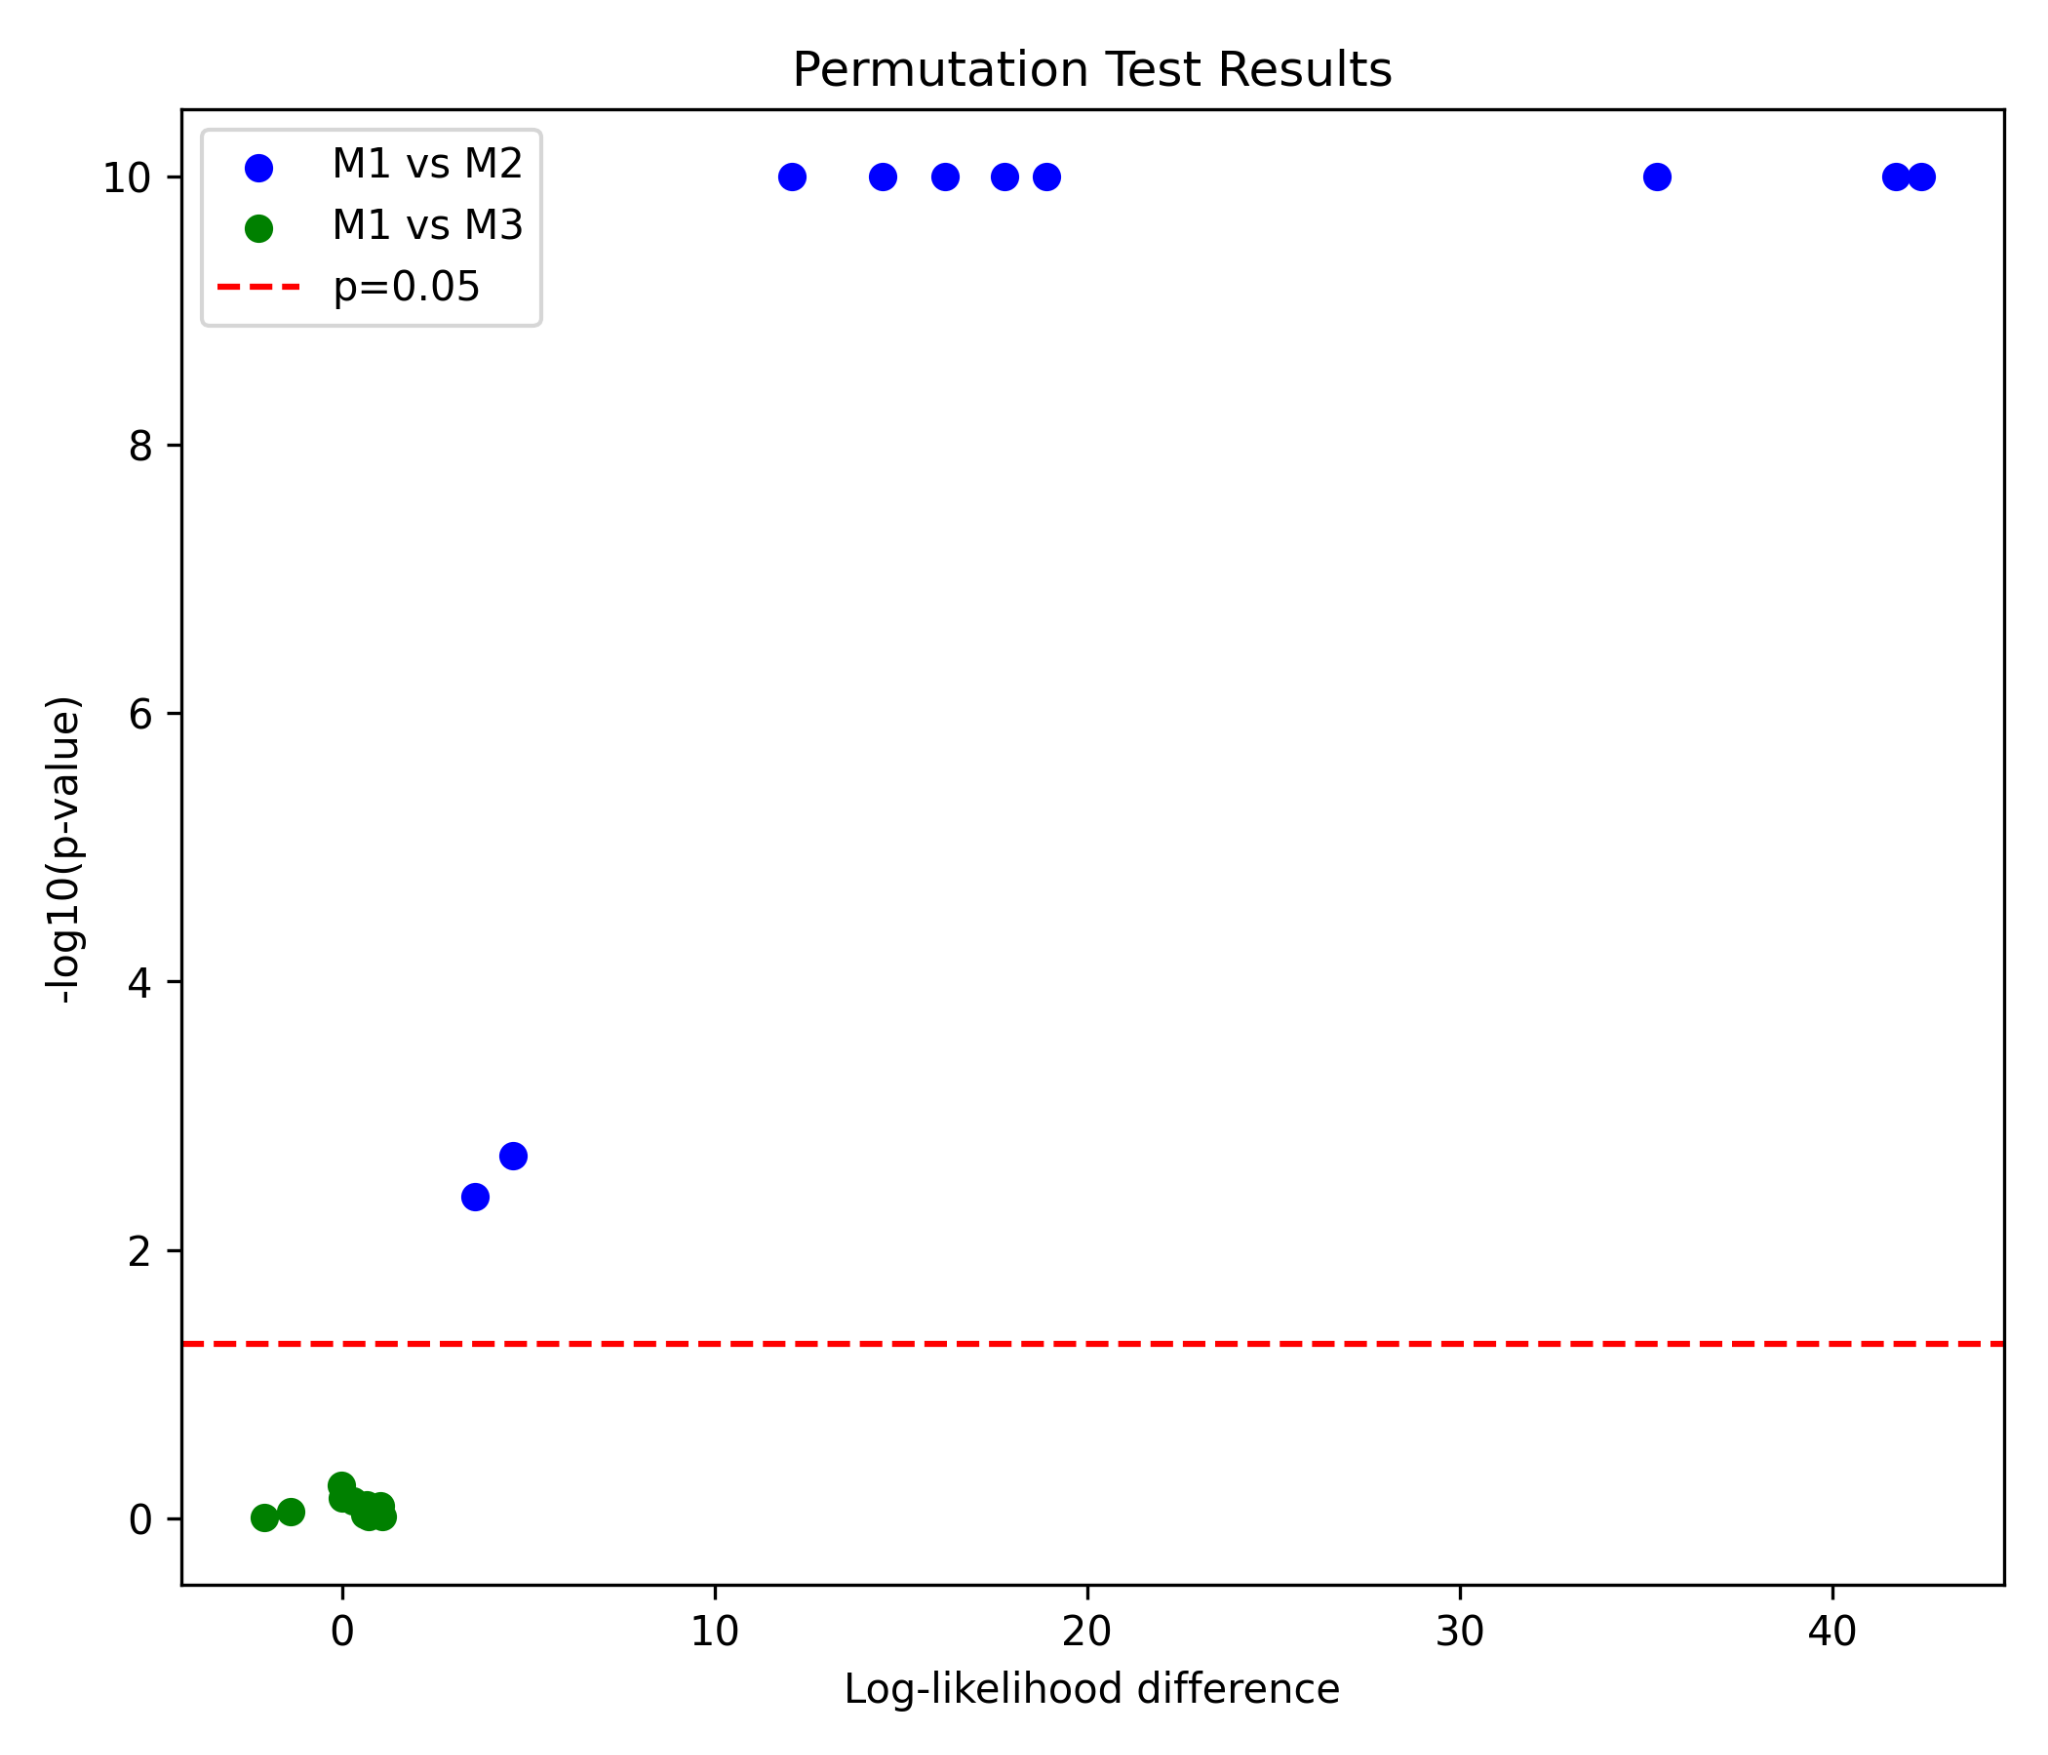 Permutation Test Results
M1 vs M2
M1 vs M3
p=0.05
10
8
6
4
2
0
-log10(p-value)
0 10 20 30 40
Log-likelihood difference